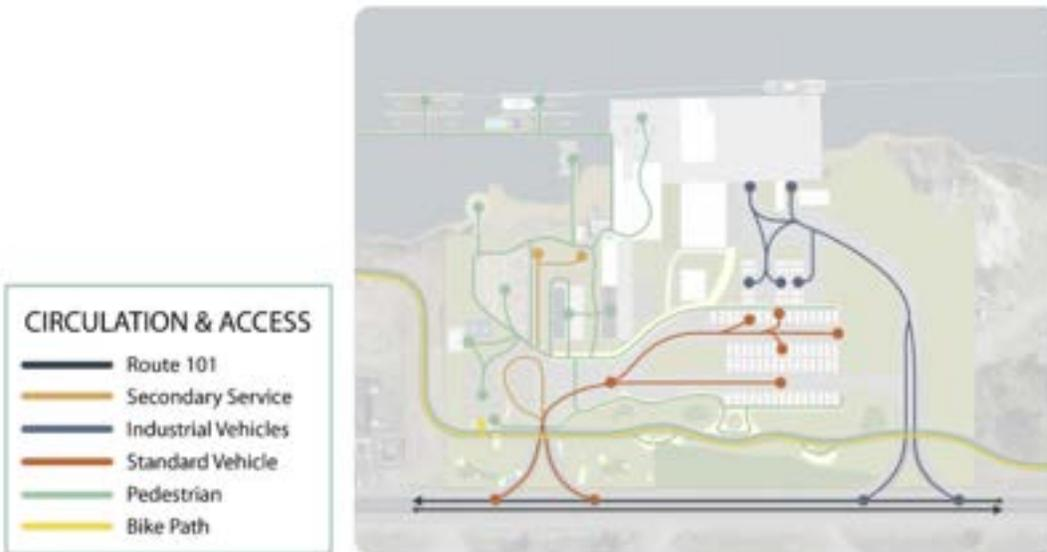 CIRCULATION & ACCESS
Route 101
Secondary Service
Industrial Vehicles
Standard Vehicle
Pedestrian
Bike Path